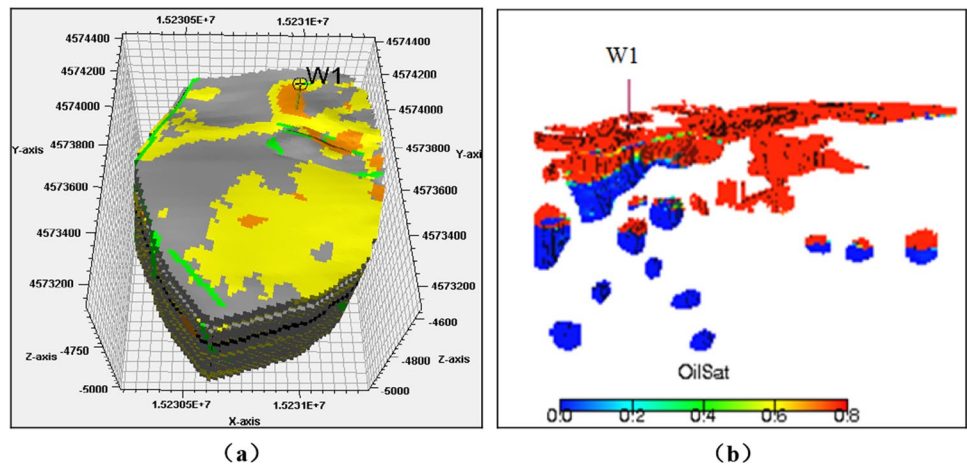 1.52305E+7
1.5231E+7
4574400
4574400
4574200
4574200
W1
4574000
4574000
Y-axis
4573800
4573800
Y-axi
4573600
4573600
4573400
4573400
4573200
4573200
-4600
Z-axis
-4750
-4800
Z-axis
-5000
-5000
1.52305E+7
1.5231E+7
X-axis
(a)
b)
W1
OilSat
0.0
0.2
0.4
0.6
0.8
(b)